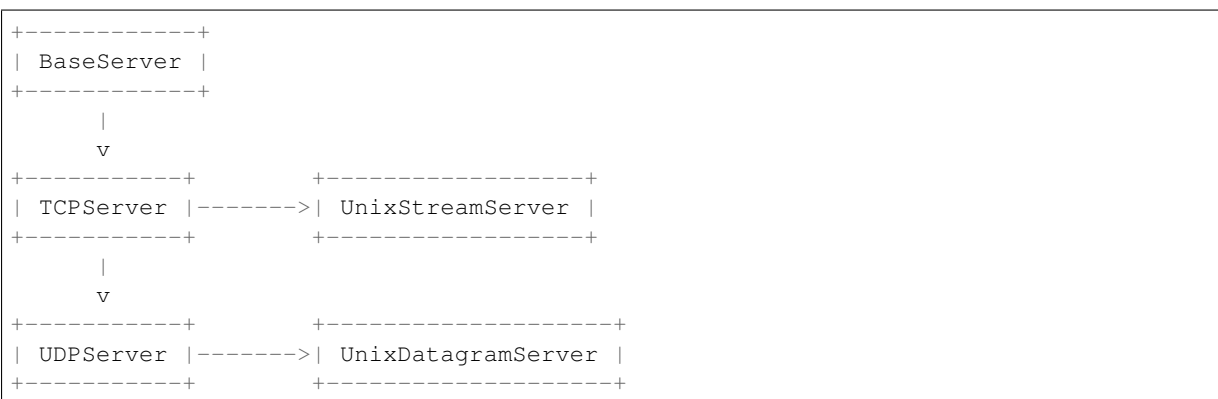 +------------+
| BaseServer |
+------------+
      |
      v
+-----------+        +------------------+
| TCPServer |------->| UnixStreamServer |
+-----------+        +------------------+
      |
      v
+-----------+        +--------------------+
| UDPServer |------->| UnixDatagramServer |
+-----------+        +--------------------+